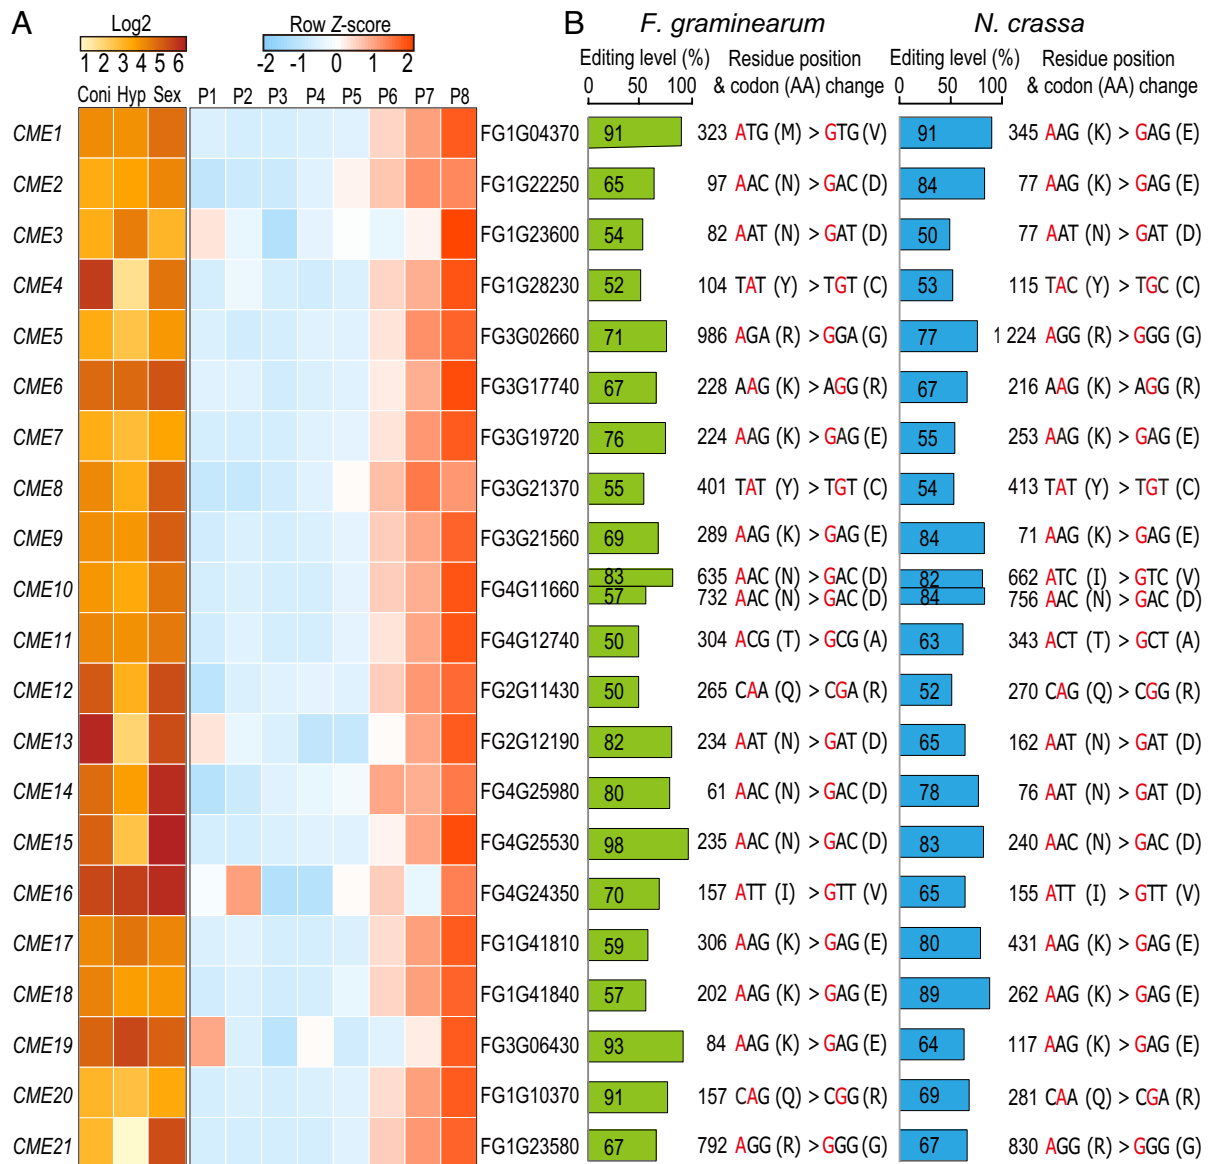 A
Log2
1 2 3 4 5 6
Row Z-score
-2 -1 0 1 2
B
F. graminearum
N. crassa
Editing level (%)
Residue position
& codon (AA) change
Editing level (%)
Residue position
& codon (AA) change
0 50 100
0 50 100
Coni Hyp Sex P1 P2 P3 P4 P5 P6 P7 P8
CME1 FG1G04370 91 323 ATG (M) > GTG (V) 91 345 AAG (K) > GAG (E)
CME2 FG1G22250 65 97 AAC (N) > GAC (D) 84 77 AAG (K) > GAG (E)
CME3 FG1G23600 54 82 AAT (N) > GAT (D) 50 77 AAT (N) > GAT (D)
CME4 FG1G28230 52 104 TAT (Y) > TGT (C) 53 115 TAC (Y) > TGC (C)
CME5 FG3G02660 71 986 AGA (R) > GGA (G) 77 1224 AGG (R) > GGG (G)
CME6 FG3G17740 67 228 AAG (K) > AGG (R) 67 216 AAG (K) > AGG (R)
CME7 FG3G19720 76 224 AAG (K) > GAG (E) 55 253 AAG (K) > GAG (E)
CME8 FG3G21370 55 401 TAT (Y) > TGT (C) 54 413 TAT (Y) > TGT (C)
CME9 FG3G21560 69 289 AAG (K) > GAG (E) 84 71 AAG (K) > GAG (E)
CME10 FG4G11660 83 635 AAC (N) > GAC (D) 82 662 ATC (I) > GTC (V)
57 732 AAC (N) > GAC (D) 84 756 AAC (N) > GAC (D)
CME11 FG4G12740 50 304 ACG (T) > GCG (A) 63 343 ACT (T) > GCT (A)
CME12 FG2G11430 50 265 CAA (Q) > CGA (R) 52 270 CAG (Q) > CGG (R)
CME13 FG2G12190 82 234 AAT (N) > GAT (D) 65 162 AAT (N) > GAT (D)
CME14 FG4G25980 80 61 AAC (N) > GAC (D) 78 76 AAT (N) > GAT (D)
CME15 FG4G25530 98 235 AAC (N) > GAC (D) 83 240 AAC (N) > GAC (D)
CME16 FG4G24350 70 157 ATT (I) > GTT (V) 65 155 ATT (I) > GTT (V)
CME17 FG1G41810 59 306 AAG (K) > GAG (E) 80 431 AAG (K) > GAG (E)
CME18 FG1G41840 57 202 AAG (K) > GAG (E) 89 262 AAG (K) > GAG (E)
CME19 FG3G06430 93 84 AAG (K) > GAG (E) 64 117 AAG (K) > GAG (E)
CME20 FG1G10370 91 157 CAG (Q) > CGG (R) 69 281 CAA (Q) > CGA (R)
CME21 FG1G23580 67 792 AGG (R) > GGG (G) 67 830 AGG (R) > GGG (G)